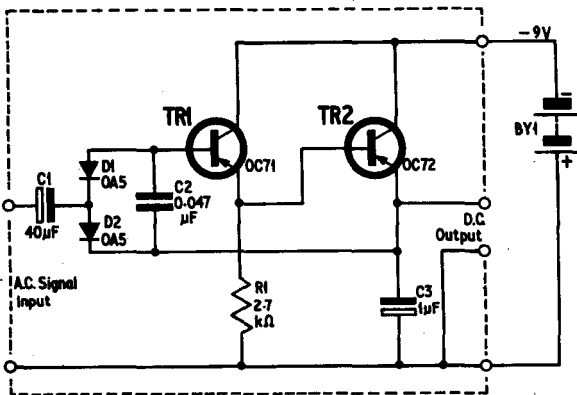 -9V
TR1
TR2
BY1
-
+
OC71
OC72
D1
OA5
C1
40µF
C2
0·047
µF
D2
OA5
D.C.
Output
A.C. Signal
Input
R1
2·7
kΩ
C3
1µF